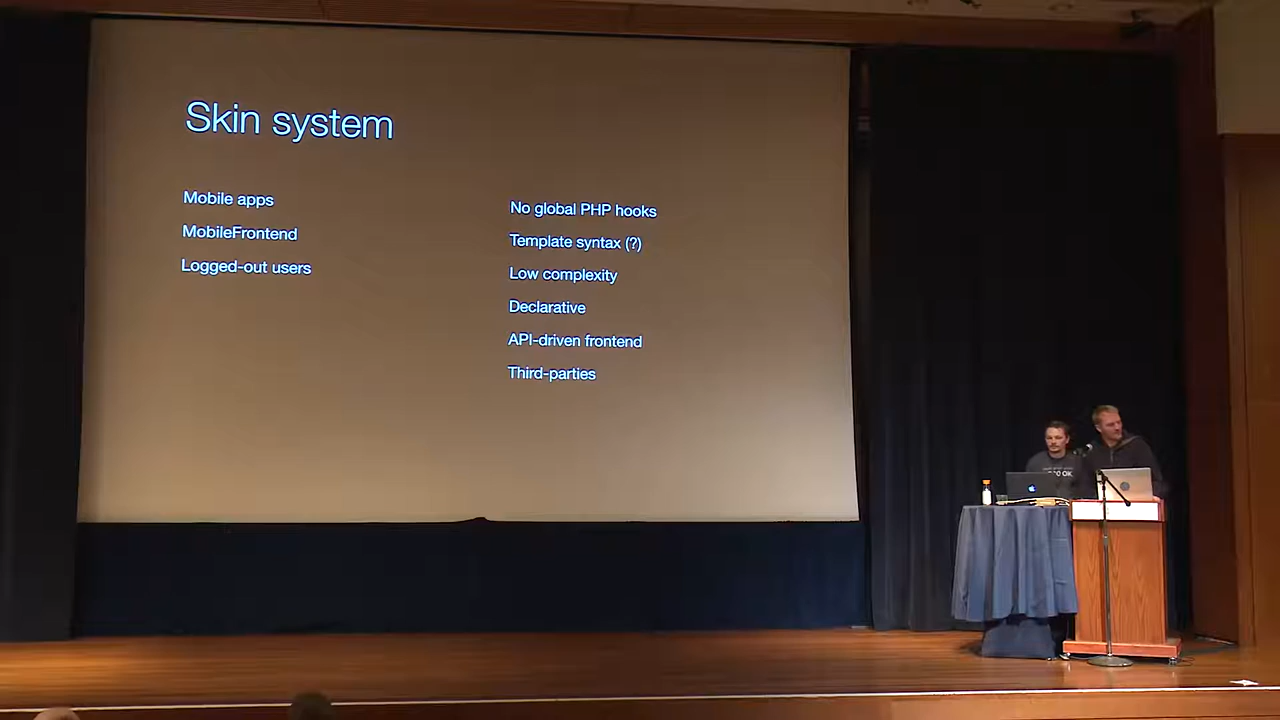 Skin system
Mobile apps
MobileFrontend
Logged-out users
No global PHP hooks
Template syntax (?)
Low complexity
Declarative
API-driven frontend
Third-parties
OK